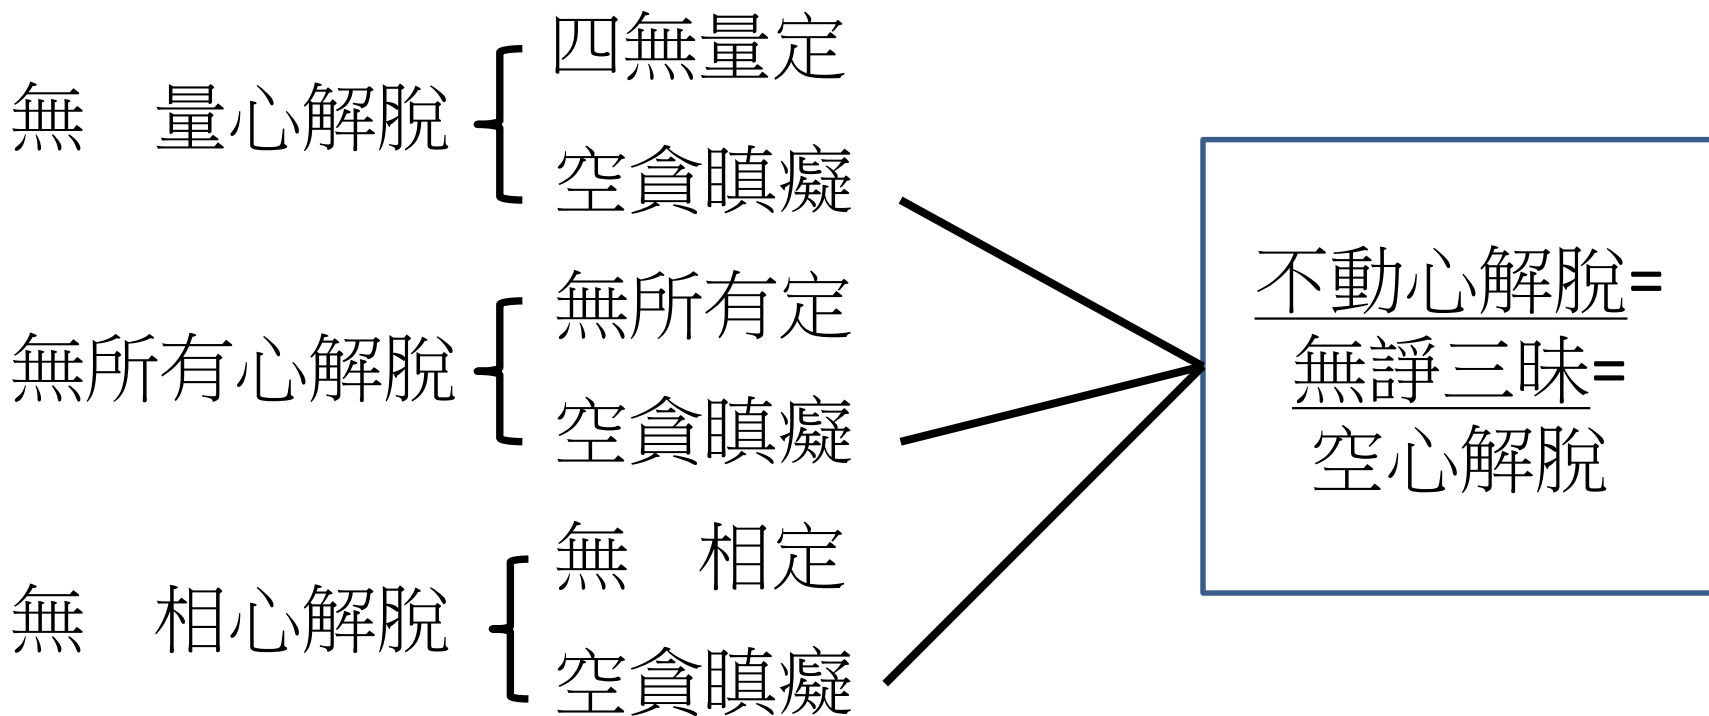 四無量定
無　量心解脫
空貪瞋癡
無所有定
無所有心解脫
空貪瞋癡
無　相定
無　相心解脫
空貪瞋癡
不動心解脫=
無諍三昧=
空心解脫